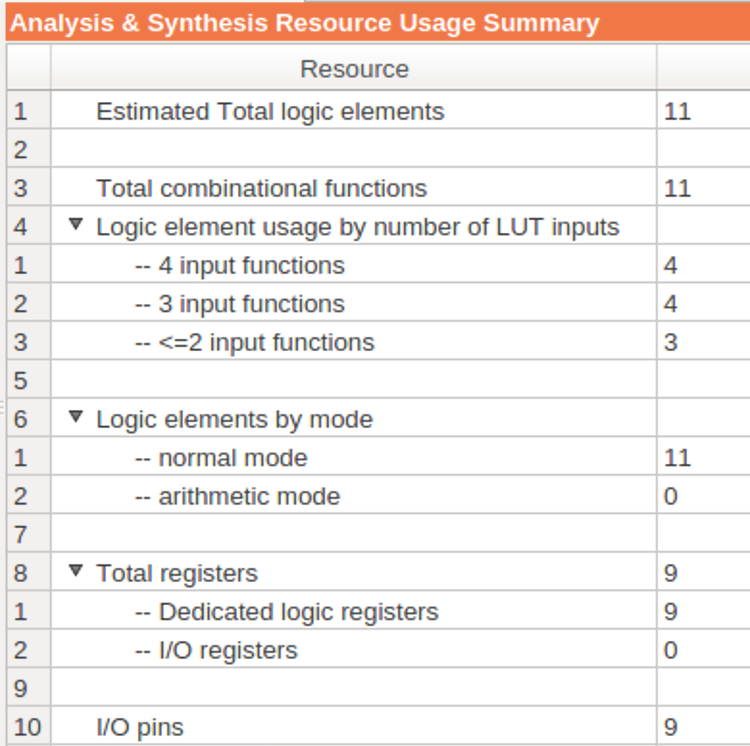 Analysis & Synthesis Resource Usage Summary
Resource
1 Estimated Total logic elements 11
2
3 Total combinational functions 11
4 Logic element usage by number of LUT inputs
1 -- 4 input functions 4
2 -- 3 input functions 4
3 -- <=2 input functions 3
5
6 Logic elements by mode
1 -- normal mode 11
2 -- arithmetic mode 0
7
8 Total registers 9
1 -- Dedicated logic registers 9
2 -- I/O registers 0
9
10 I/O pins 9